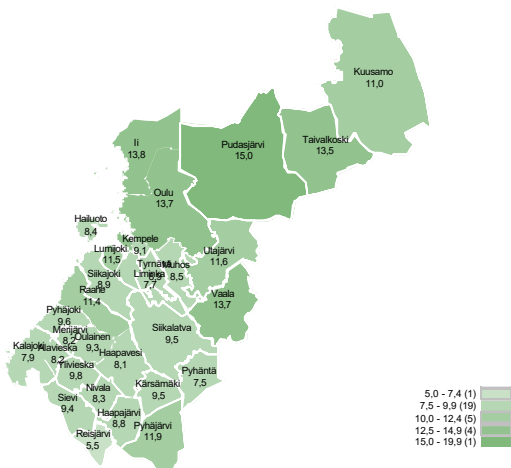 Kuusamo
11,0
Ii
13,8
Pudasjärvi
15,0
Taivalkoski
13,5
Oulu
13,7
Hailuoto
8,4
Kempele
9,1
Lumijoki
11,5
Utajärvi
11,6
Tyrnävä
8,9
Muhos
8,5
Liminka
7,7
Siikajoki
8,9
Raahe
11,4
Vaala
13,7
Pyhäjoki
9,6
Merijärvi
8,2
Oulainen
9,3
Siikalatva
9,5
Kalajoki
7,9
Alavieska
8,2
Haapavesi
8,1
Ylivieska
9,8
Pyhäntä
7,5
Nivala
8,3
Kärsämäki
9,5
Sievi
9,4
Haapajärvi
8,8
Pyhäjärvi
11,9
Reisjärvi
5,5
5,0 - 7,4 (1)
7,5 - 9,9 (19)
10,0 - 12,4 (5)
12,5 - 14,9 (4)
15,0 - 19,9 (1)